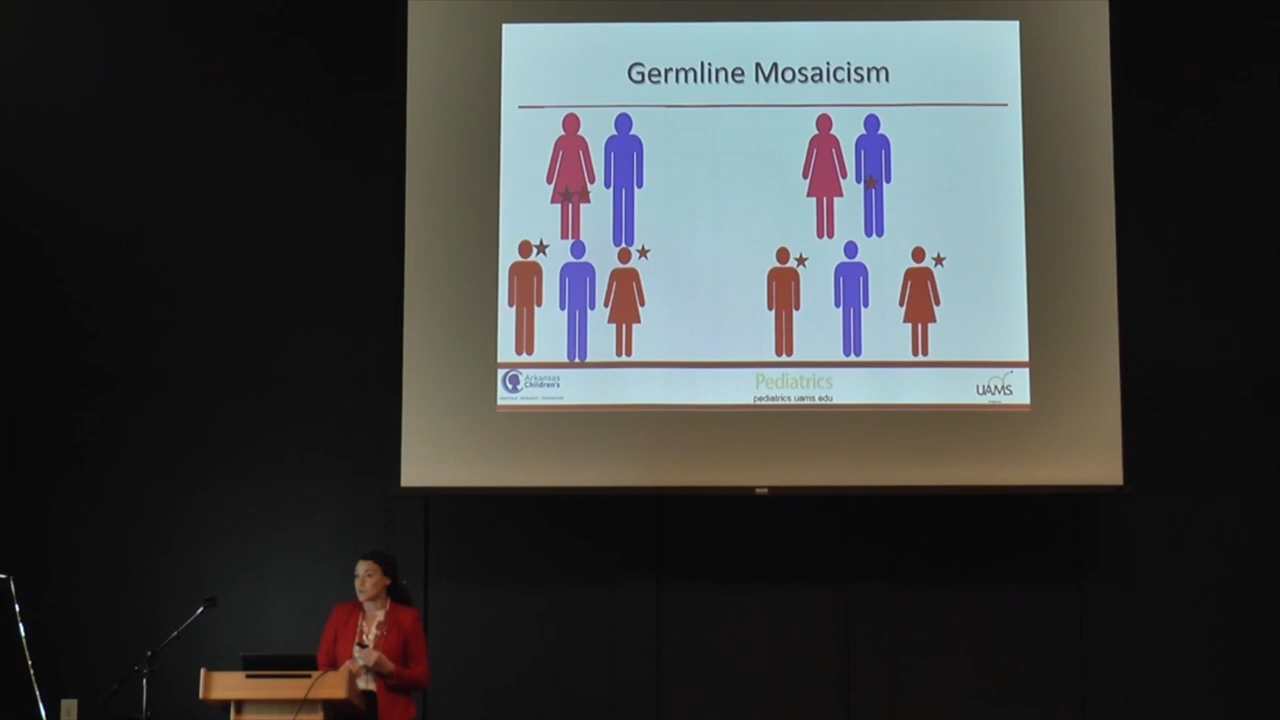 Germline Mosaicism
Arkansas
Children's
Pediatrics
pediatrics.uams.edu
UAMS